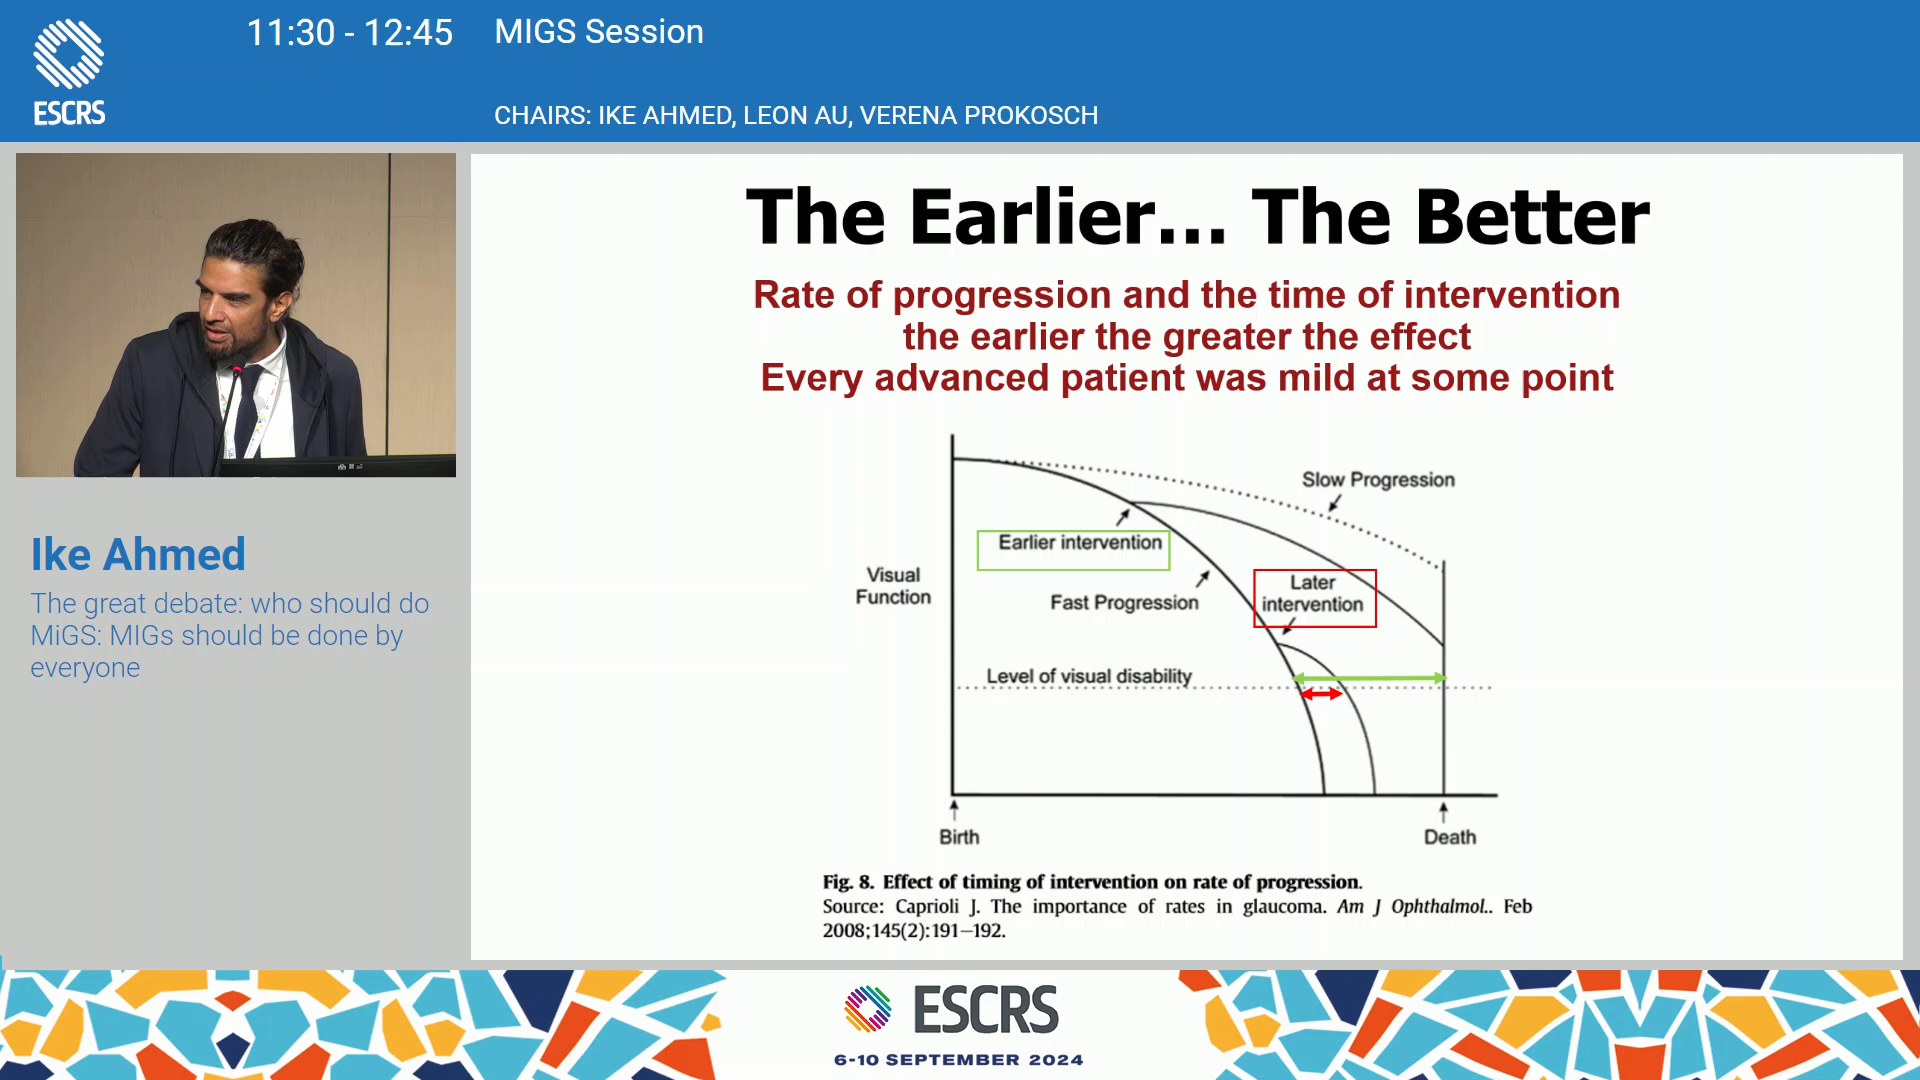 11:30 - 12:45
MIGS Session
ESCRS
CHAIRS: IKE AHMED, LEON AU, VERENA PROKOSCH
The Earlier... The Better
Rate of progression and the time of intervention
the earlier the greater the effect
Every advanced patient was mild at some point
Slow Progression
Earlier intervention
Visual
Function
Fast Progression
Later
intervention
Level of visual disability
Birth
Death
Fig. 8. Effect of timing of intervention on rate of progression.
Source: Caprioli J. The importance of rates in glaucoma. Am J Ophthalmol.. Feb
2008;145(2):191–192.
Ike Ahmed
The great debate: who should do
MiGS: MIGs should be done by
everyone
ESCRS
6-10 SEPTEMBER 2024